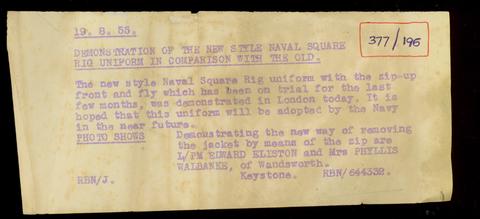 19. 8. 55.
377/196
DEMONSTRATION OF THE NEW STYLE NAVAL SQUARE
RIG UNIFORM IN COMPARISON WITH THE OLD.
The new style Naval Square Rig uniform with the zip-up
front and fly which has been on trial for the last
few months, was demonstrated in London today. It is
hoped that this uniform will be adopted by the Navy
in the near future.
PHOTO SHOWS Demonstrating the new way of removing
the jacket by means of the zip are
L/PM EDWARD ELISTON and Mrs PHYLLIS
WALBANKE, of Wandsworth.
RBN/J. Keystone. RBN/644332.